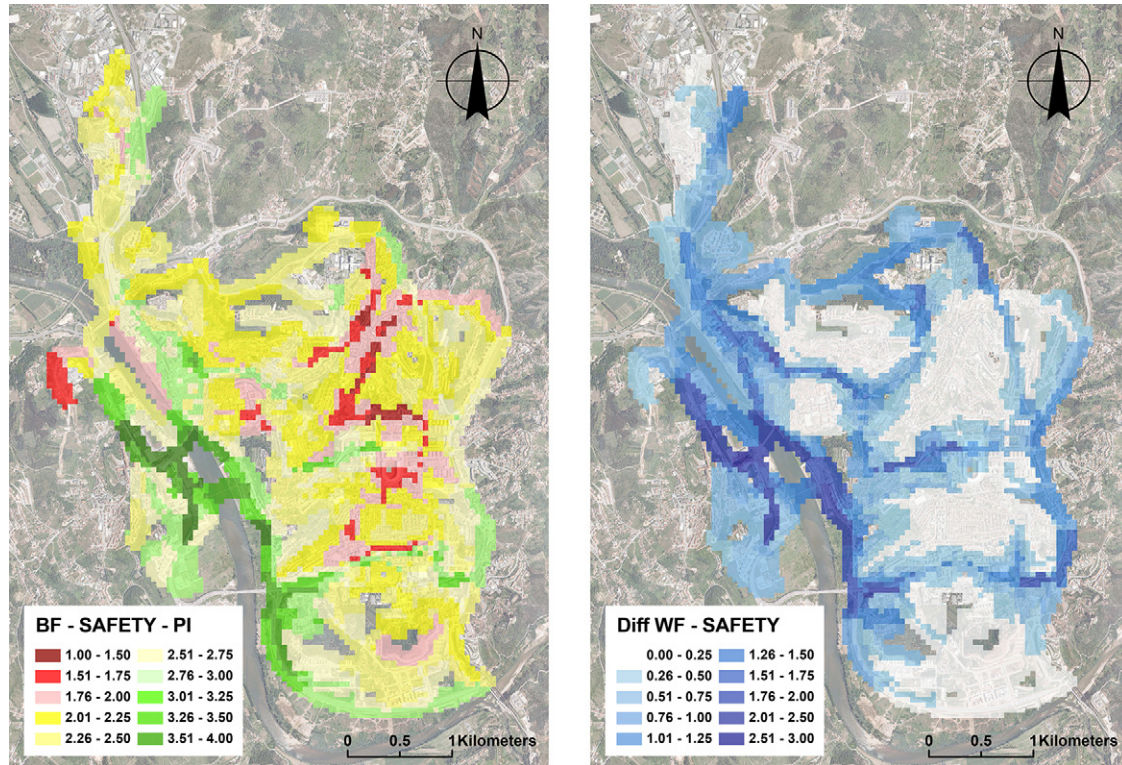 N
BF - SAFETY - PI
1.00 - 1.50 2.51 - 2.75
1.51 - 1.75 2.76 - 3.00
1.76 - 2.00 3.01 - 3.25
2.01 - 2.25 3.26 - 3.50
2.26 - 2.50 3.51 - 4.00
0 0.5 1Kilometers
N
Diff WF - SAFETY
0.00 - 0.25 1.26 - 1.50
0.26 - 0.50 1.51 - 1.75
0.51 - 0.75 1.76 - 2.00
0.76 - 1.00 2.01 - 2.50
1.01 - 1.25 2.51 - 3.00
0 0.5 1Kilometers